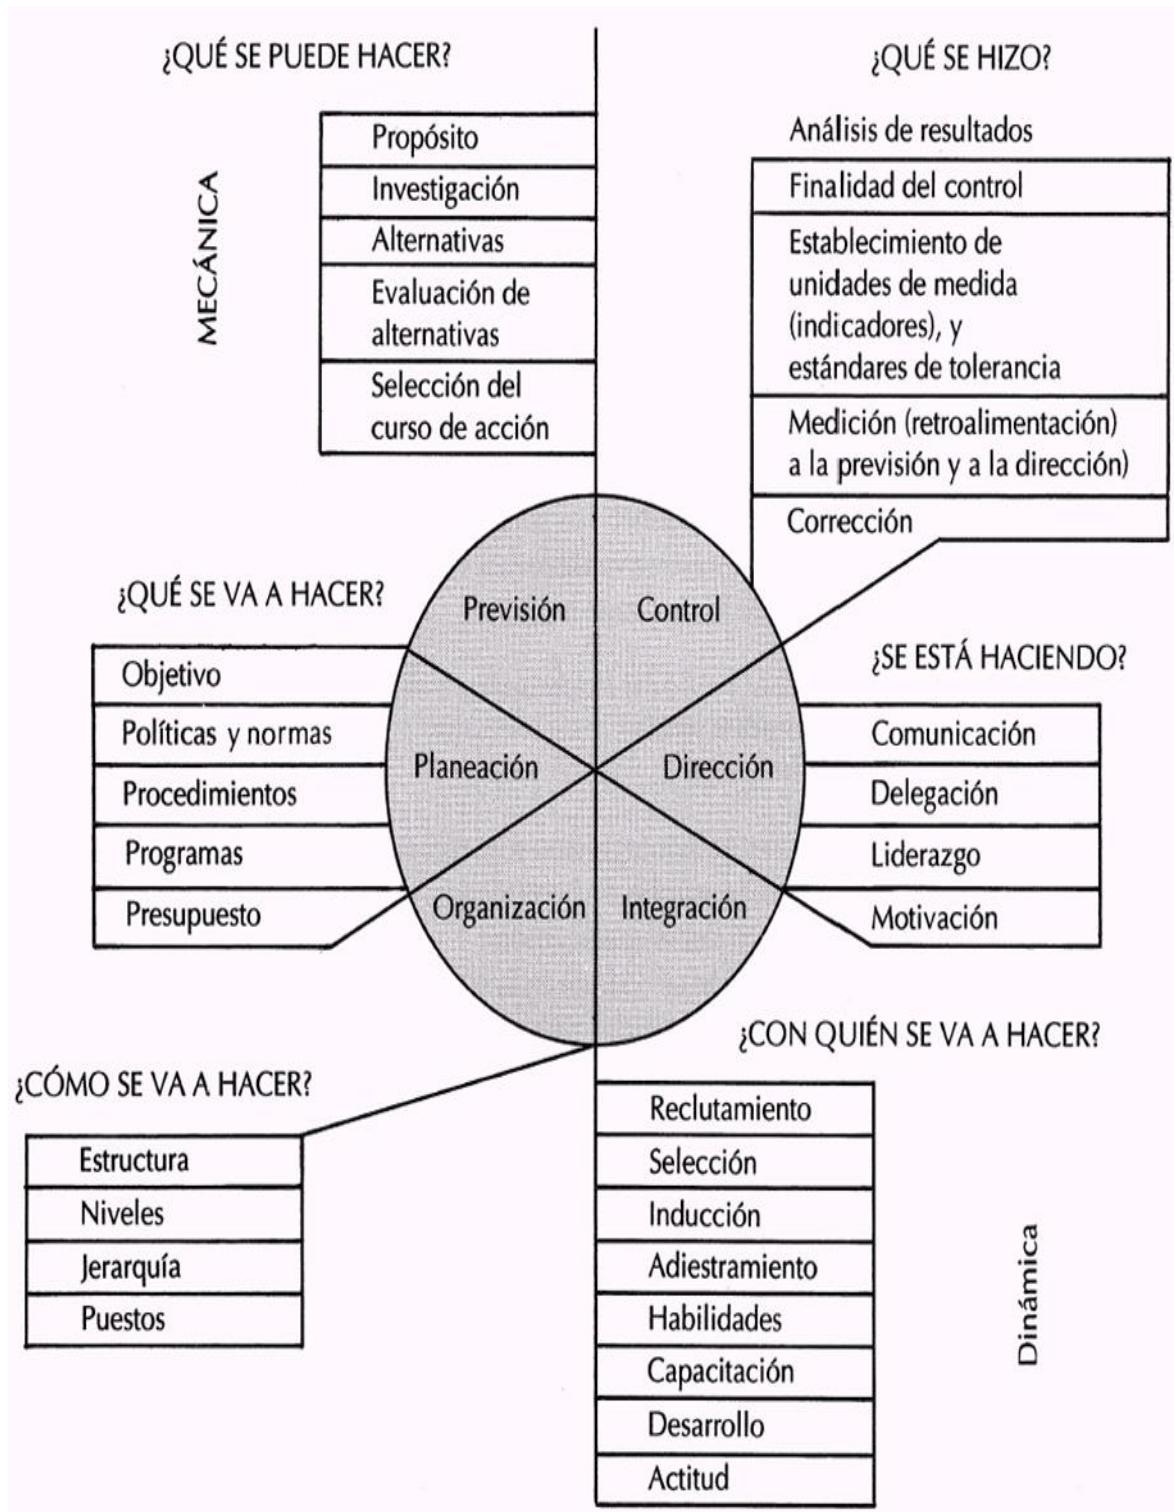 ¿QUÉ SE PUEDE HACER?
MECÁNICA
Propósito
Investigación
Alternativas
Evaluación de
alternativas
Selección del
curso de acción
¿QUÉ SE HIZO?
Análisis de resultados
Finalidad del control
Establecimiento de
unidades de medida
(indicadores), y
estándares de tolerancia
Medición (retroalimentación)
a la previsión y a la dirección)
Corrección
Previsión
Control
Planeación
Dirección
Organización
Integración
¿QUÉ SE VA A HACER?
Objetivo
Políticas y normas
Procedimientos
Programas
Presupuesto
¿SE ESTÁ HACIENDO?
Comunicación
Delegación
Liderazgo
Motivación
¿CÓMO SE VA A HACER?
Estructura
Niveles
Jerarquía
Puestos
¿CON QUIÉN SE VA A HACER?
Reclutamiento
Selección
Inducción
Adiestramiento
Habilidades
Capacitación
Desarrollo
Actitud
Dinámica